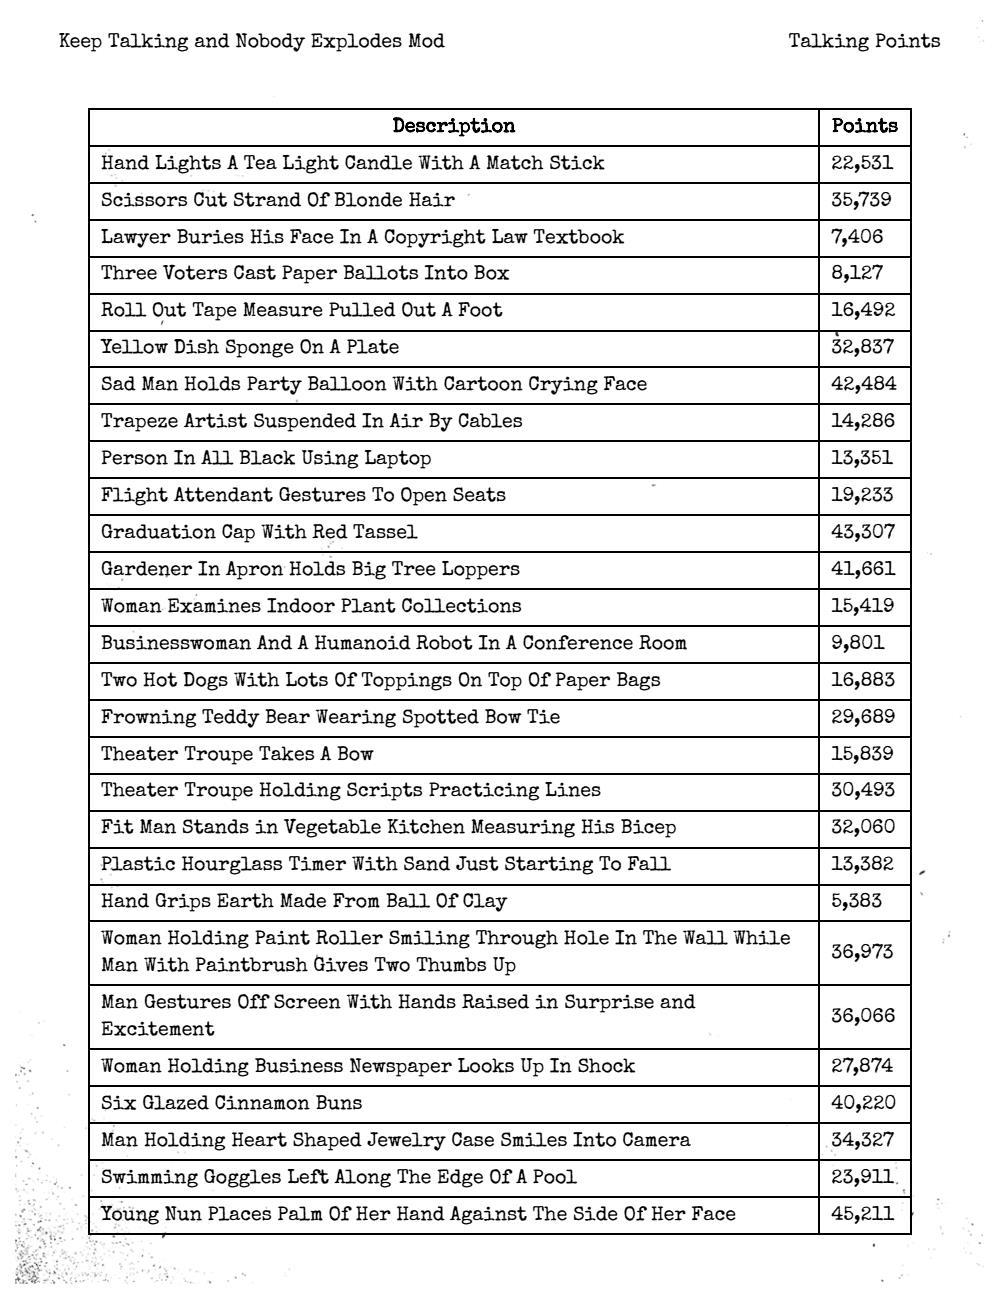 Keep Talking and Nobody Explodes Mod Talking Points
Description Points
Hand Lights A Tea Light Candle With A Match Stick 22,531
Scissors Cut Strand Of Blonde Hair 35,739
Lawyer Buries His Face In A Copyright Law Textbook 7,406
Three Voters Cast Paper Ballots Into Box 8,127
Roll Out Tape Measure Pulled Out A Foot 16,492
Yellow Dish Sponge On A Plate 32,837
Sad Man Holds Party Balloon With Cartoon Crying Face 42,484
Trapeze Artist Suspended In Air By Cables 14,286
Person In All Black Using Laptop 13,351
Flight Attendant Gestures To Open Seats 19,233
Graduation Cap With Red Tassel 43,307
Gardener In Apron Holds Big Tree Loppers 41,661
Woman Examines Indoor Plant Collections 15,419
Businesswoman And A Humanoid Robot In A Conference Room 9,801
Two Hot Dogs With Lots Of Toppings On Top Of Paper Bags 16,883
Frowning Teddy Bear Wearing Spotted Bow Tie 29,689
Theater Troupe Takes A Bow 15,839
Theater Troupe Holding Scripts Practicing Lines 30,493
Fit Man Stands in Vegetable Kitchen Measuring His Bicep 32,060
Plastic Hourglass Timer With Sand Just Starting To Fall 13,382
Hand Grips Earth Made From Ball Of Clay 5,383
Woman Holding Paint Roller Smiling Through Hole In The Wall While
Man With Paintbrush Gives Two Thumbs Up 36,973
Man Gestures Off Screen With Hands Raised in Surprise and
Excitement 36,066
Woman Holding Business Newspaper Looks Up In Shock 27,874
Six Glazed Cinnamon Buns 40,220
Man Holding Heart Shaped Jewelry Case Smiles Into Camera 34,327
Swimming Goggles Left Along The Edge Of A Pool 23,911
Young Nun Places Palm Of Her Hand Against The Side Of Her Face 45,211